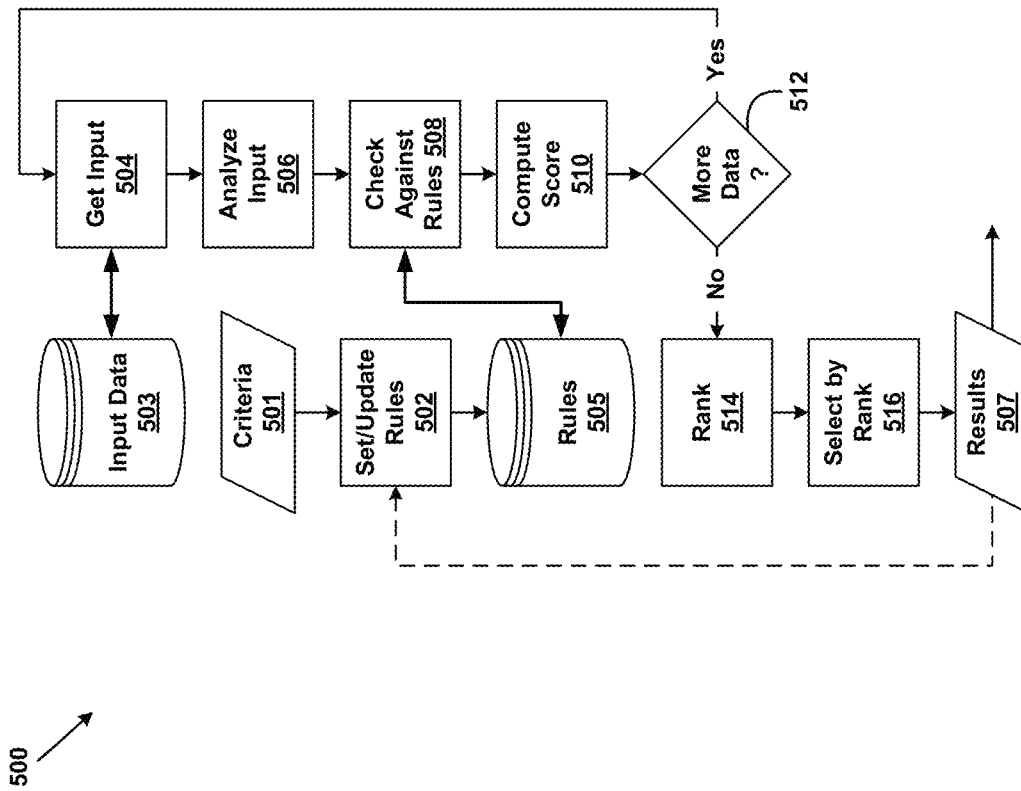 500
Input Data
503
Criteria
501
Set/Update
Rules
502
Rules
505
Rank
514
Select by
Rank
516
Results
507
Get Input
504
Analyze
Input
506
Check
Against
Rules 508
Compute
Score
510
More
Data
?
512
No
Yes